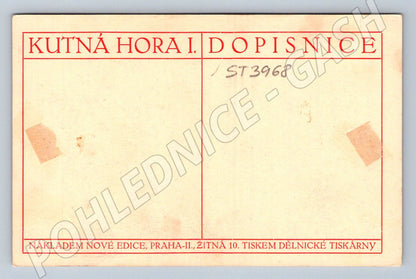 KUTNÁ HORA I. DOPISNICE
ST3968
POHLEDNICE - GASH
NÁKLADEM NOVÉ EDICE, PRAHA-II., ŽITNÁ 10. TISKEM DĚLNICKÉ TISKÁRNY